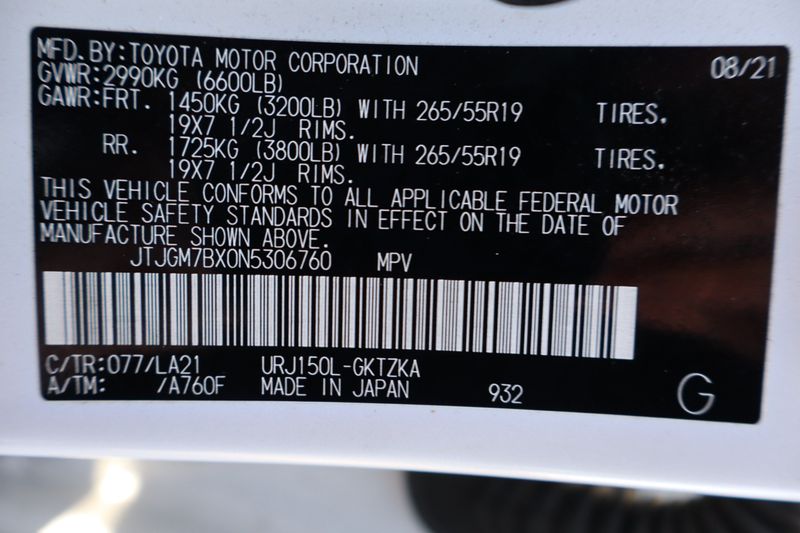 MFD. BY: TOYOTA MOTOR CORPORATION 08/21
GVWR: 2990KG (6600LB)
GAWR: FRT. 1450KG (3200LB) WITH 265/55R19 TIRES.
19X7 1/2J RIMS.
RR. 1725KG (3800LB) WITH 265/55R19 TIRES.
19X7 1/2J RIMS.
THIS VEHICLE CONFORMS TO ALL APPLICABLE FEDERAL MOTOR
VEHICLE SAFETY STANDARDS IN EFFECT ON THE DATE OF
MANUFACTURE SHOWN ABOVE.
JTJGM7BX0N5306760 MPV
C/TR: 077/LA21 URJ150L-GKTZKA
A/TM: /A760F MADE IN JAPAN 932 G